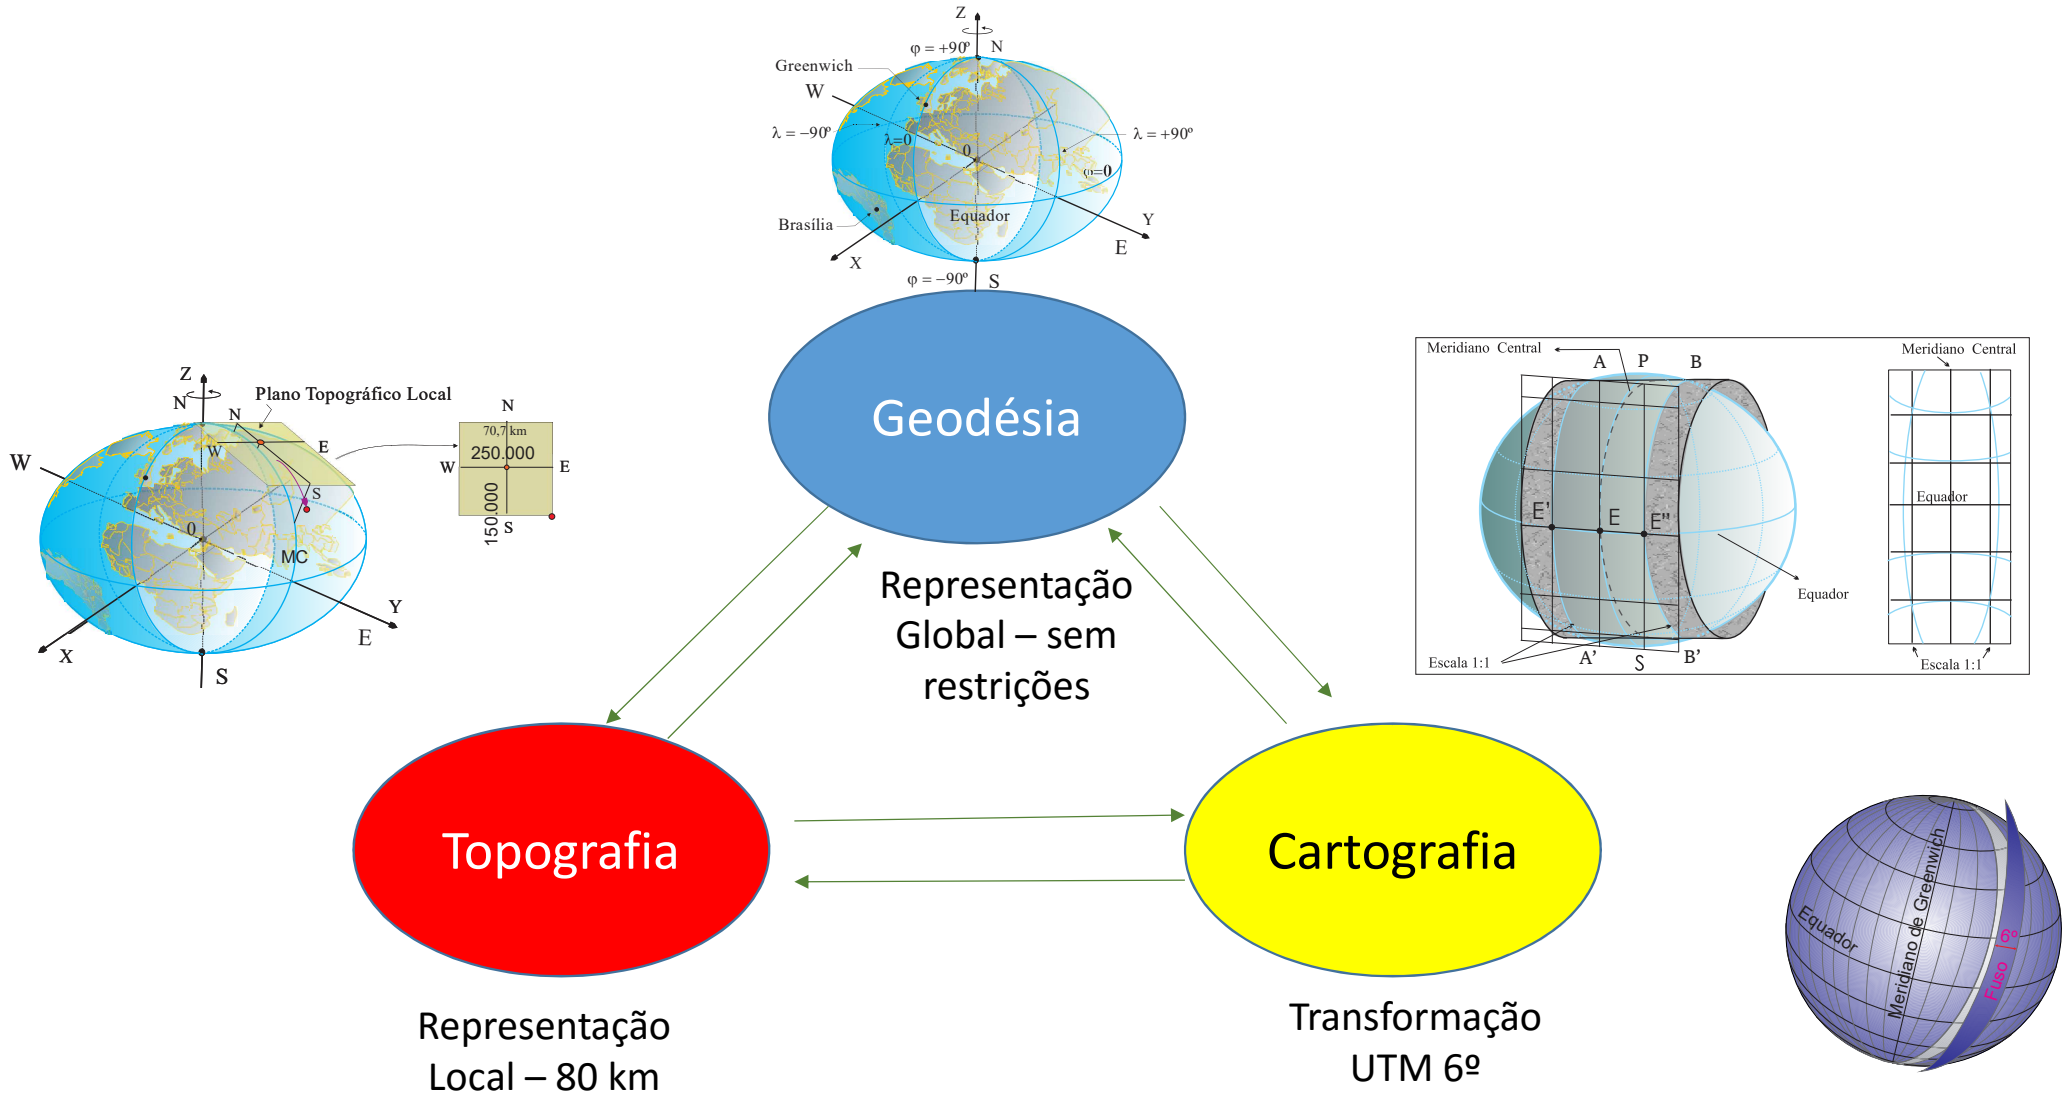 Z
φ = +90º
N
Greenwich
W
λ = −90º
λ=0
0
λ = +90º
φ=0
Brasília
Equador
Y
E
X
φ = −90º
S
Geodésia
Representação
Global – sem
restrições
Z
N
N
Plano Topográfico Local
W
E
W
S
0
MC
Y
E
X
S
N
70,7 km
250.000
W
E
150.000
S
Meridiano Central
A
P
B
E'
E
E"
Equador
Escala 1:1
A’
S
B’
Meridiano Central
Equador
Escala 1:1
Topografia
Representação
Local – 80 km
Cartografia
Transformação
UTM 6º
Equador
Meridiano de Greenwich
6º
Fuso